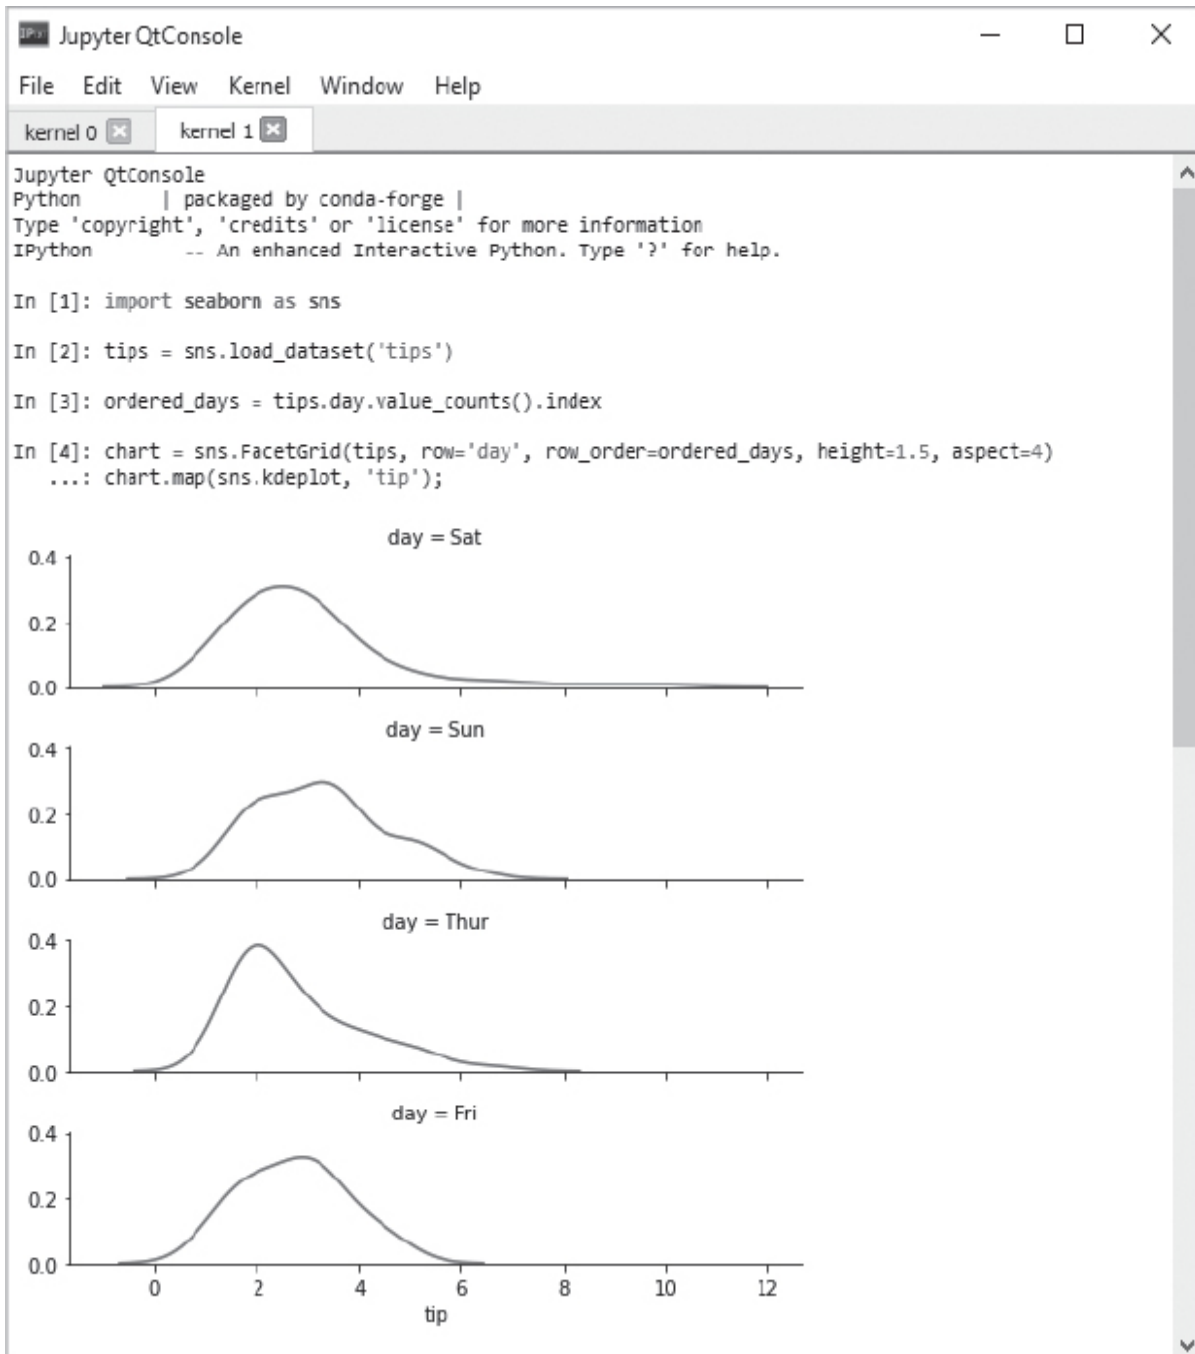 IP Jupyter QtConsole
File Edit View Kernel Window Help
kernel 0 kernel 1
Jupyter QtConsole
Python | packaged by conda-forge |
Type 'copyright', 'credits' or 'license' for more information
IPython -- An enhanced Interactive Python. Type '?' for help.
In [1]: import seaborn as sns
In [2]: tips = sns.load_dataset('tips')
In [3]: ordered_days = tips.day.value_counts().index
In [4]: chart = sns.FacetGrid(tips, row='day', row_order=ordered_days, height=1.5, aspect=4)
...: chart.map(sns.kdeplot, 'tip');
day = Sat
0.4
0.2
0.0
day = Sun
0.4
0.2
0.0
day = Thur
0.4
0.2
0.0
day = Fri
0.4
0.2
0.0
0 2 4 6 8 10 12
tip